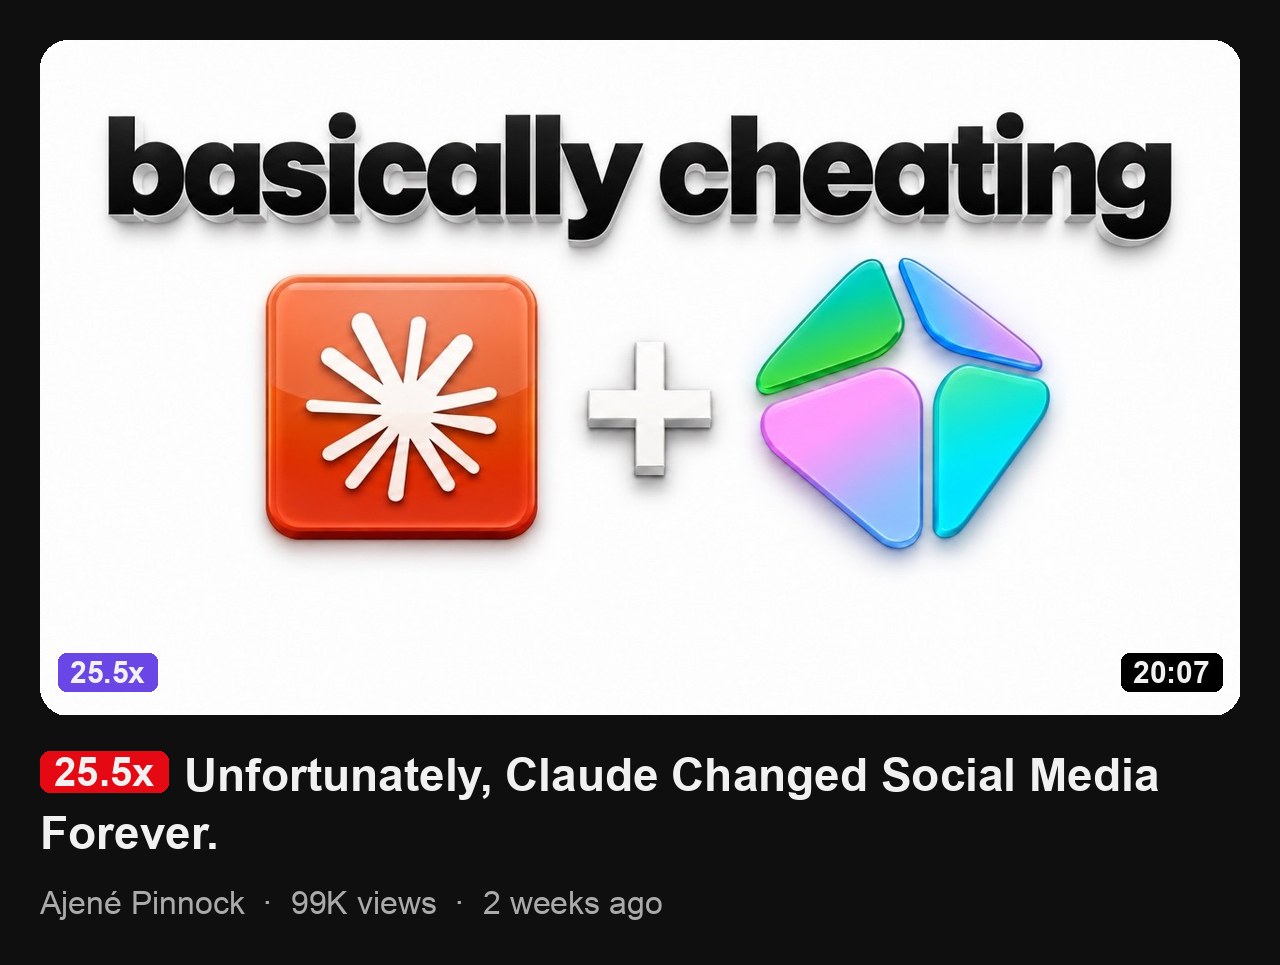 basically cheating
25.5x
20:07
25.5x Unfortunately, Claude Changed Social Media
Forever.
Ajené Pinnock · 99K views · 2 weeks ago